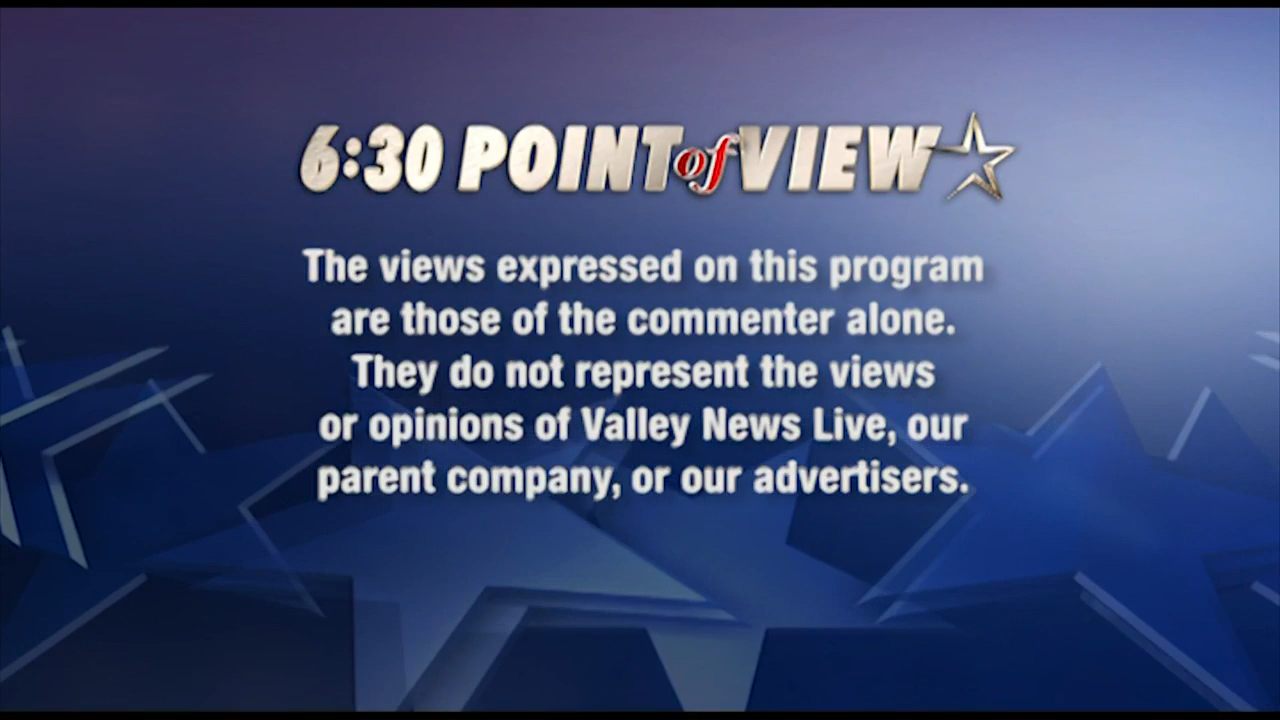 6:30 POINT of VIEW
The views expressed on this program
are those of the commenter alone.
They do not represent the views
or opinions of Valley News Live, our
parent company, or our advertisers.